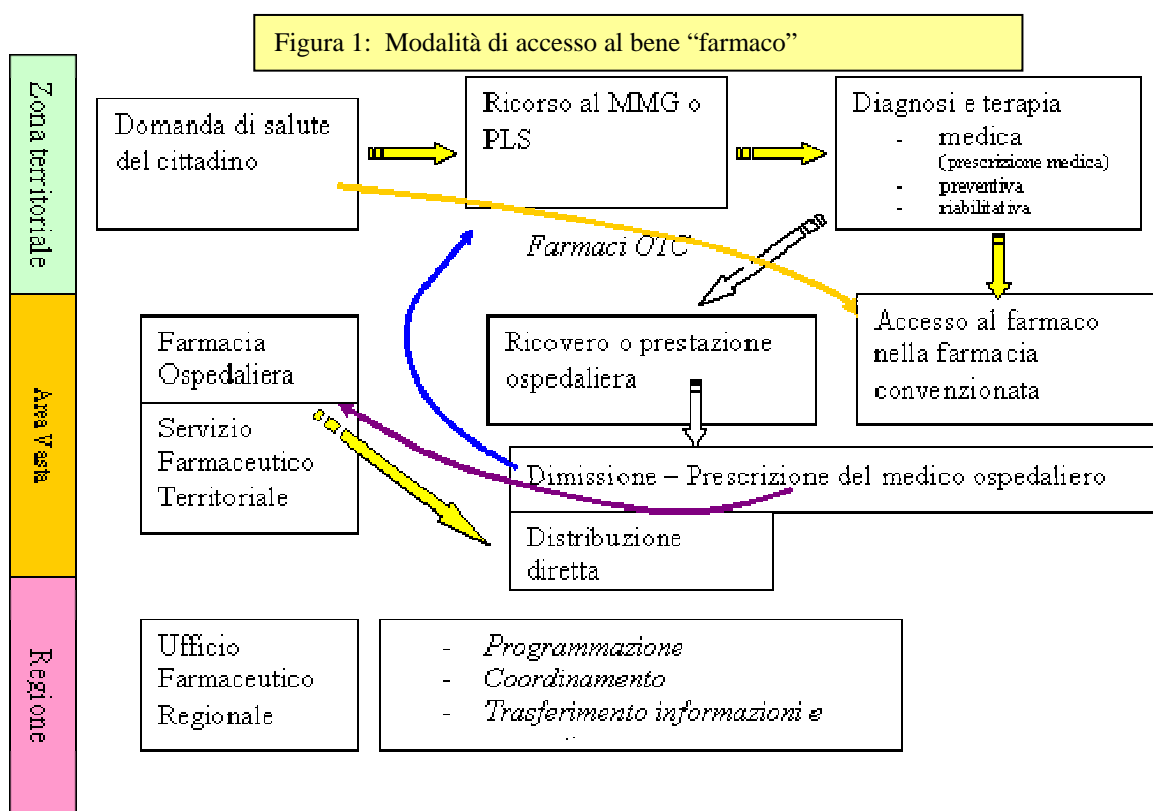 Figura 1: Modalità di accesso al bene “farmaco”
Zona territoriale
Domanda di salute
del cittadino
Ricorso al MMG o
PLS
Diagnosi e terapia
- medica
(prescrizione medica)
- preventiva
- riabilitativa
Farmaci OTC
Area Vasta
Farmacia
Ospedaliera
Servizio
Farmaceutico
Territoriale
Ricovero o prestazione
ospedaliera
Accesso al farmaco
nella farmacia
convenzionata
Dimissione – Prescrizione del medico ospedaliero
Distribuzione
diretta
Regione
Ufficio
Farmaceutico
Regionale
- Programmazione
- Coordinamento
- Trasferimento informazioni e